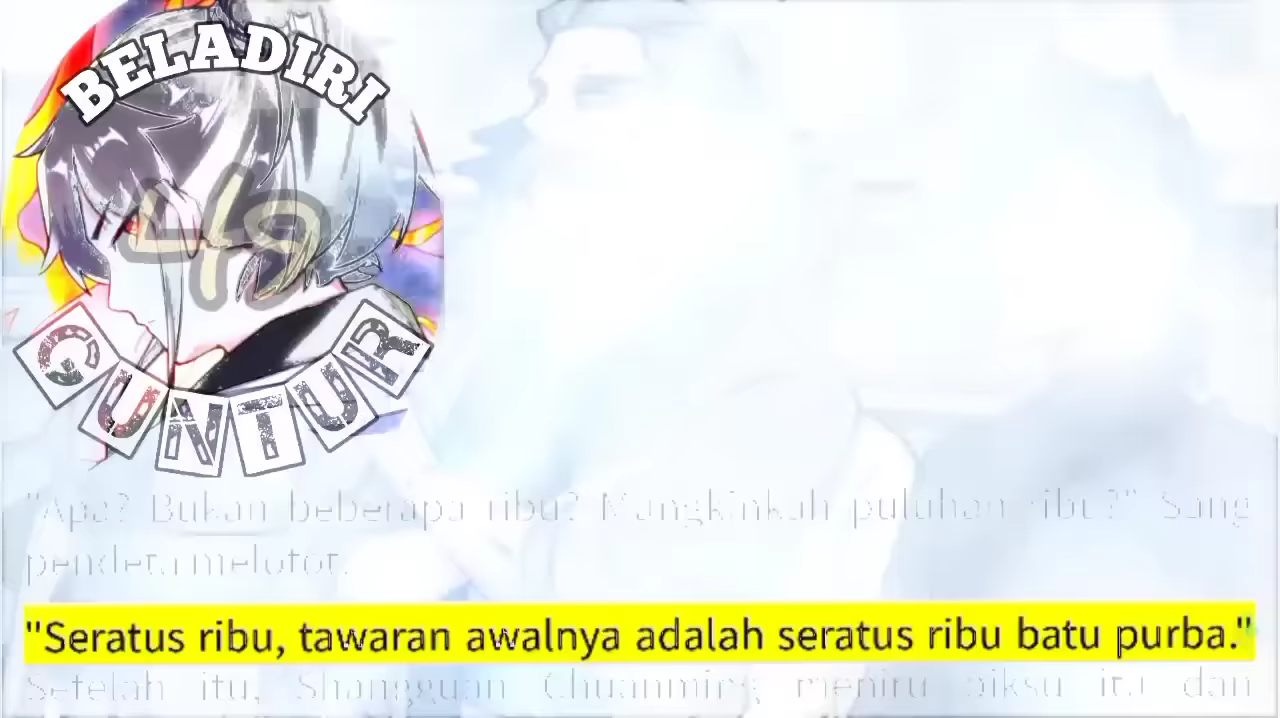 BELADIRI
GUNTUR
"Apa? Bukan beberapa ribu? Mungkinkah puluhan ribu?" Sang
pendeta melotot.
"Seratus ribu, tawaran awalnya adalah seratus ribu batu purba."
Setelah itu, Shangguan Chuanming meniru biksu itu dan